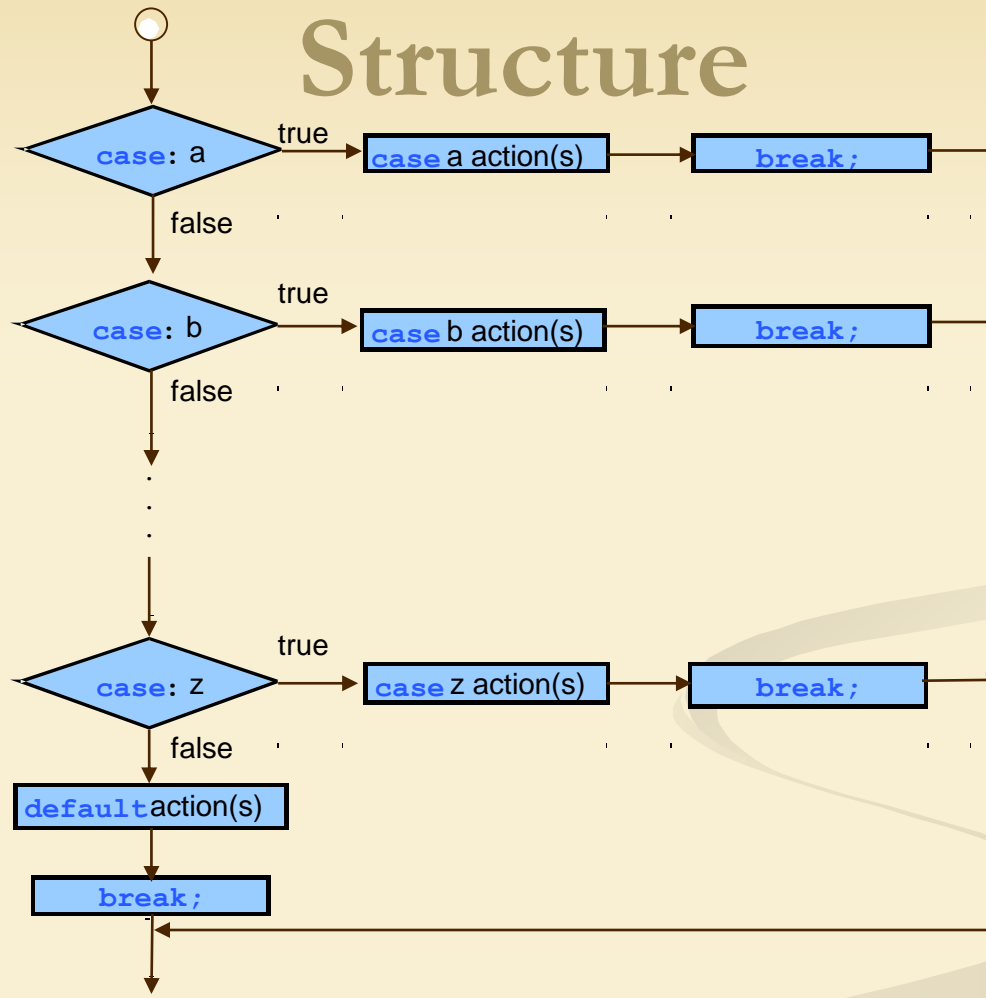 Structure
case: a
true
case a action(s)
break;
false
case: b
true
case b action(s)
break;
false
.
.
.
case: z
true
case z action(s)
break;
false
default action(s)
break;